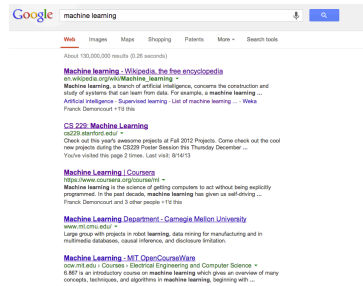 Google machine learning
Web Images Maps Shopping Patents More Search tools
About 130,000,000 results (0.26 seconds)
Machine learning - Wikipedia, the free encyclopedia
en.wikipedia.org/wiki/Machine_learning
Machine learning, a branch of artificial intelligence, concerns the construction and
study of systems that can learn from data. For example, a machine learning ...
Artificial intelligence - Supervised learning - List of machine learning ... - Weka
Franck Dernoncourt +1'd this
CS 229: Machine Learning
cs229.stanford.edu/
Check out this year's awesome projects at Fall 2012 Projects. Come check out the cool
new projects during the CS229 Poster Session this Thursday December ...
You've visited this page 2 times. Last visit: 8/14/13
Machine Learning | Coursera
https://www.coursera.org/course/ml
Machine learning is the science of getting computers to act without being explicitly
programmed. In the past decade, machine learning has given us self-driving ...
Franck Dernoncourt and 3 other people +1'd this
Machine Learning Department - Carnegie Mellon University
www.ml.cmu.edu/
Large group with projects in robot learning, data mining for manufacturing and in
multimedia databases, causal inference, and disclosure limitation.
Machine Learning - MIT OpenCourseWare
ocw.mit.edu › Courses › Electrical Engineering and Computer Science
6.867 is an introductory course on machine learning which gives an overview of many
concepts, techniques, and algorithms in machine learning, beginning with ...